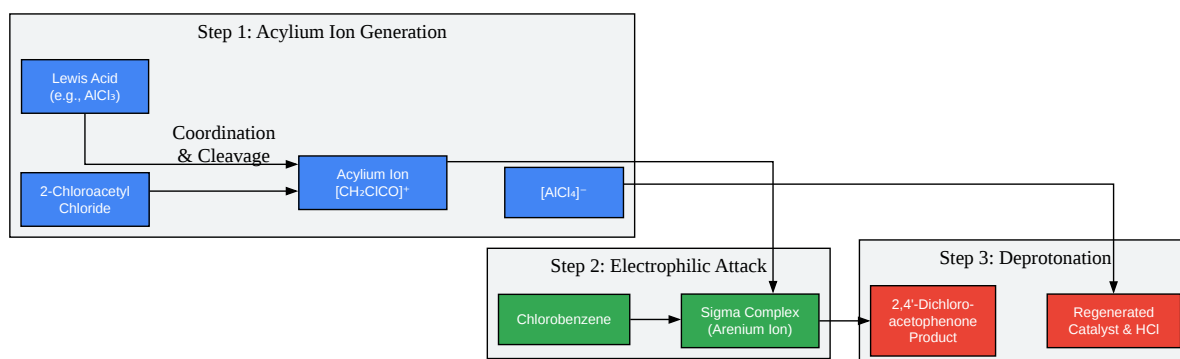 Step 1: Acylium Ion Generation
Lewis Acid
(e.g., AlCl₃)
Coordination
& Cleavage
2-Chloroacetyl
Chloride
Acylium Ion
[CH₂ClCO]⁺
[AlCl₄]⁻
Step 2: Electrophilic Attack
Chlorobenzene
Sigma Complex
(Arenium Ion)
Step 3: Deprotonation
2,4'-Dichloro-
acetophenone
Product
Regenerated
Catalyst & HCl